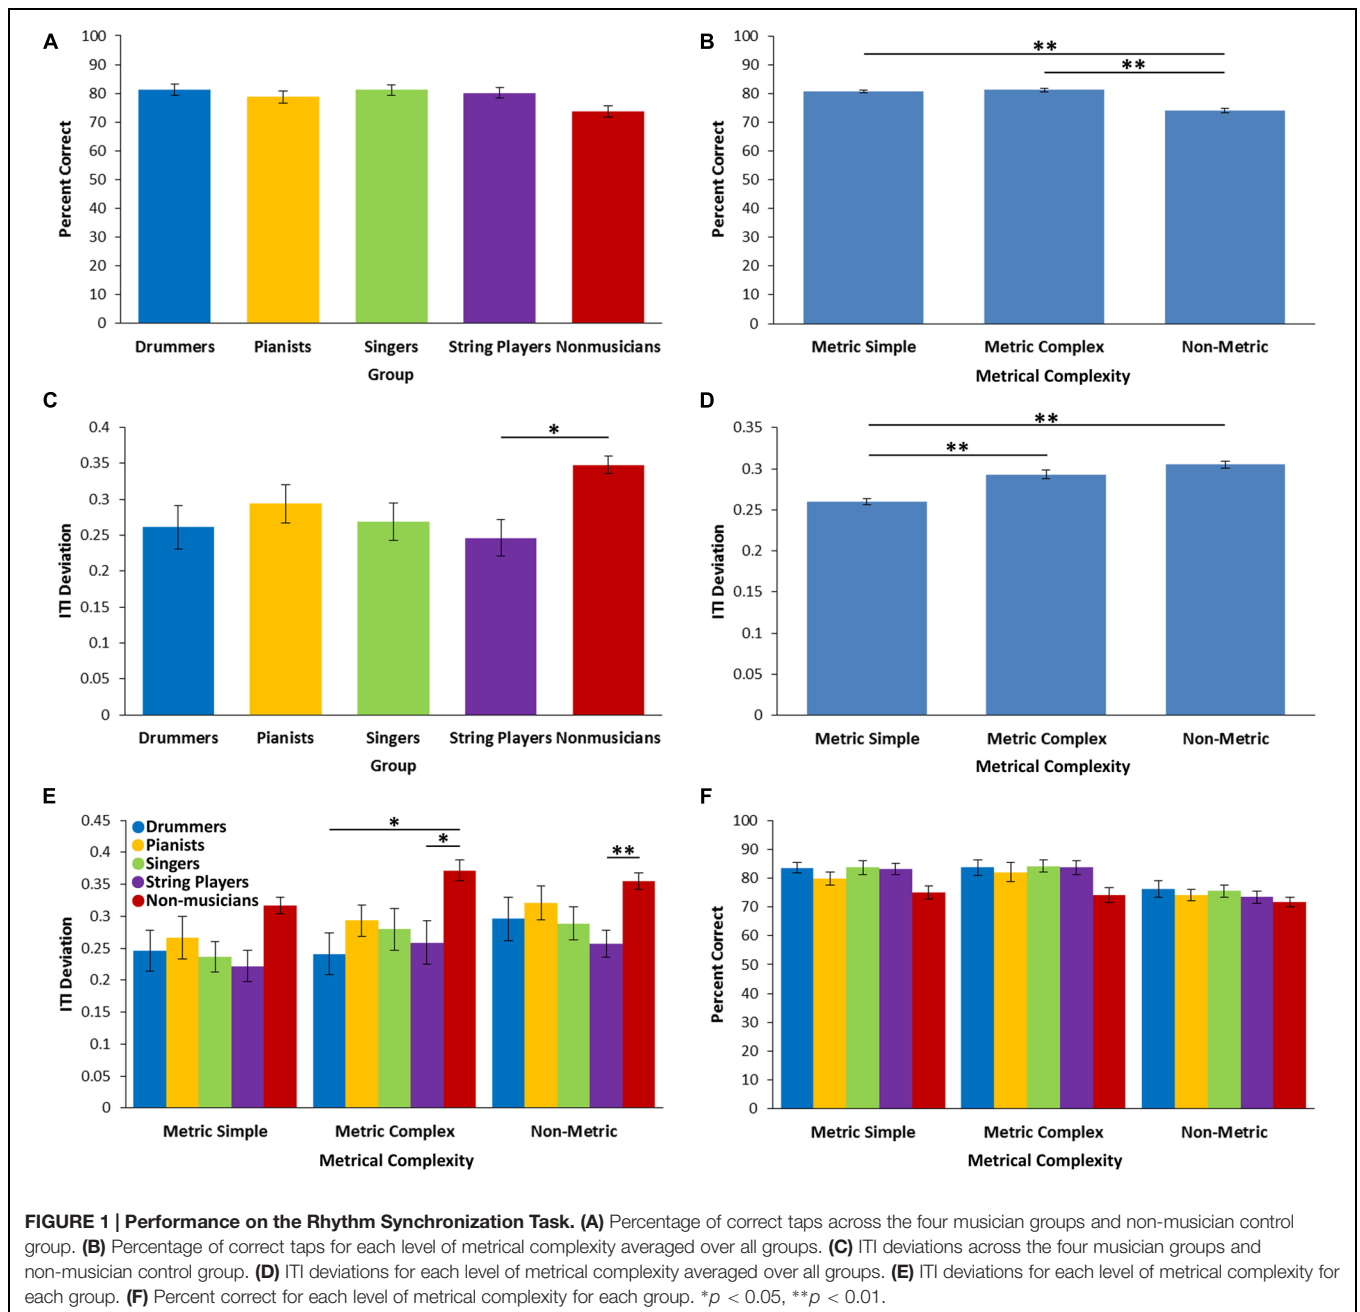 A
100
90
80
70
60
50
40
30
20
10
0
Percent Correct
Drummers Pianists Singers String Players Nonmusicians
Group
B
**
**
100
90
80
70
60
50
40
30
20
10
0
Percent Correct
Metric Simple Metric Complex Non-Metric
Metrical Complexity
C
*
0.4
0.35
0.3
0.25
0.2
0.15
0.1
0.05
0
ITI Deviation
Drummers Pianists Singers String Players Nonmusicians
Group
D
**
**
0.35
0.3
0.25
0.2
0.15
0.1
0.05
0
ITI Deviation
Metric Simple Metric Complex Non-Metric
Metrical Complexity
E
0.45
0.4
0.35
0.3
0.25
0.2
0.15
0.1
0.05
0
ITI Deviation
Drummers
Pianists
Singers
String Players
Non-musicians
*
*
**
Metric Simple Metric Complex Non-Metric
Metrical Complexity
F
100
90
80
70
60
50
40
30
20
10
0
Percent Correct
Metric Simple Metric Complex Non-Metric
Metrical Complexity
FIGURE 1 | Performance on the Rhythm Synchronization Task. (A) Percentage of correct taps across the four musician groups and non-musician control
group. (B) Percentage of correct taps for each level of metrical complexity averaged over all groups. (C) ITI deviations across the four musician groups and
non-musician control group. (D) ITI deviations for each level of metrical complexity averaged over all groups. (E) ITI deviations for each level of metrical complexity for
each group. (F) Percent correct for each level of metrical complexity for each group. *p < 0.05, **p < 0.01.